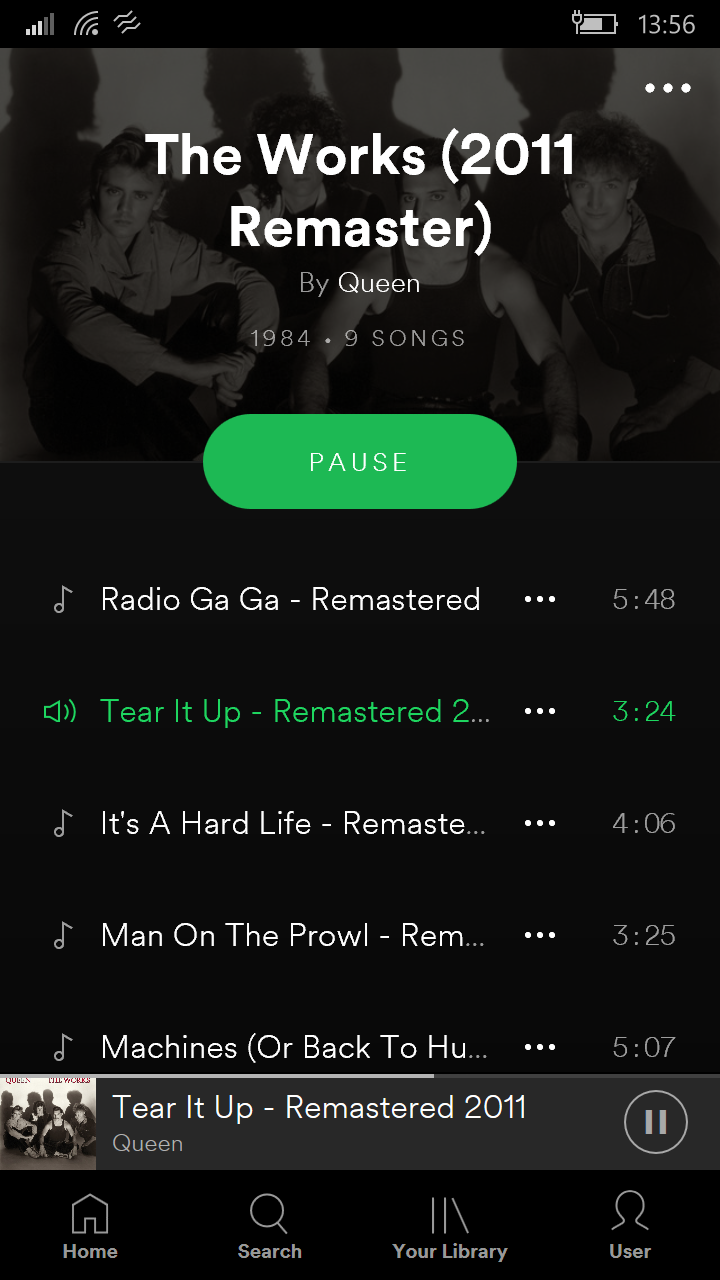 13:56
The Works (2011
Remaster)
By Queen
1984 • 9 SONGS
PAUSE
Radio Ga Ga - Remastered ••• 5:48
Tear It Up - Remastered 2... ••• 3:24
It's A Hard Life - Remaste... ••• 4:06
Man On The Prowl - Rem... ••• 3:25
Machines (Or Back To Hu... ••• 5:07
QUEEN THE WORKS
Tear It Up - Remastered 2011
Queen
Home Search Your Library User